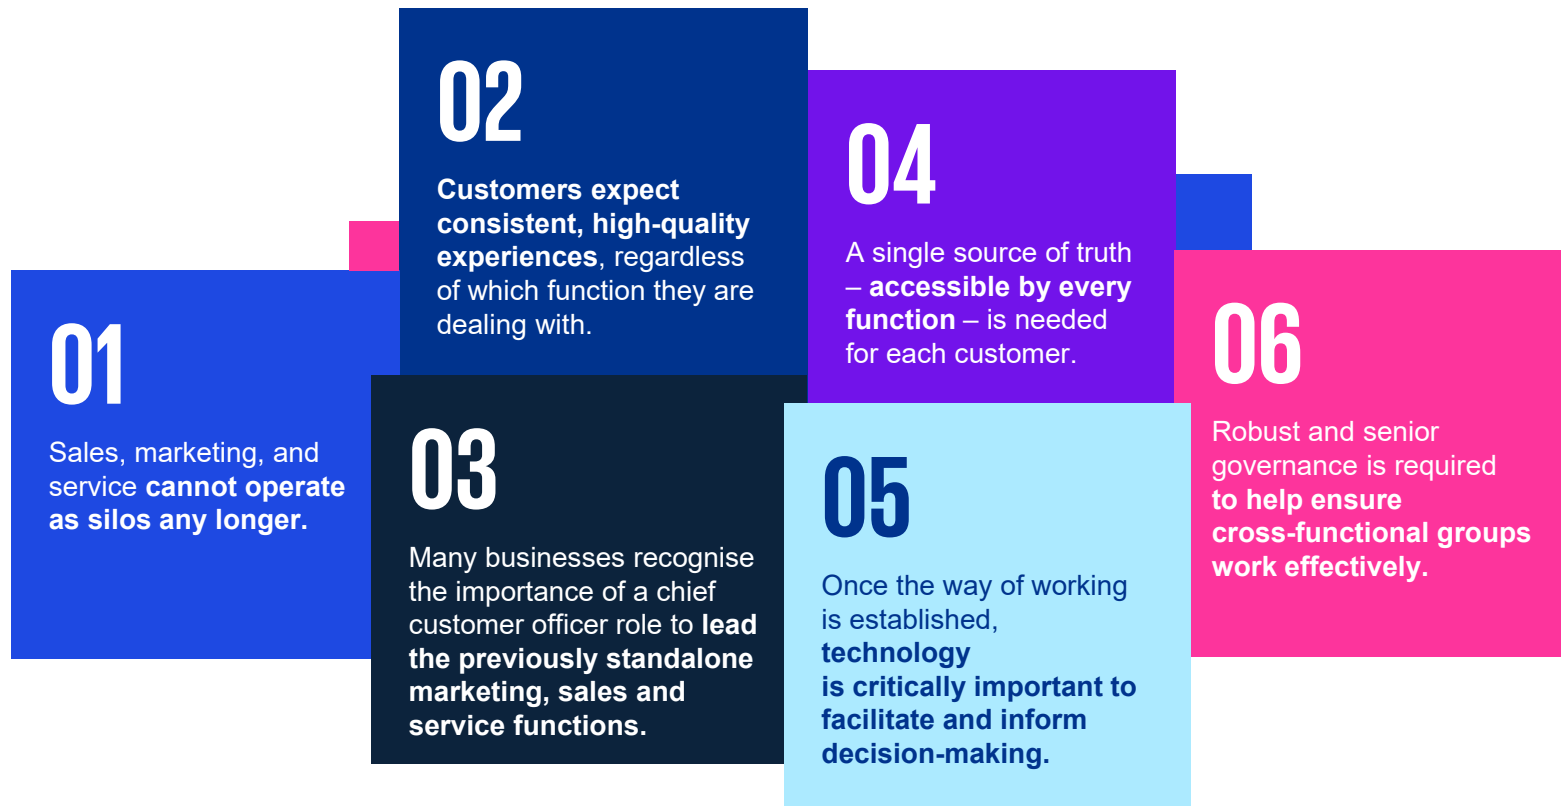 01
Sales, marketing, and
service cannot operate
as silos any longer.
02
Customers expect
consistent, high-quality
experiences, regardless
of which function they are
dealing with.
03
Many businesses recognise
the importance of a chief
customer officer role to lead
the previously standalone
marketing, sales and
service functions.
04
A single source of truth
– accessible by every
function – is needed
for each customer.
05
Once the way of working
is established,
technology
is critically important to
facilitate and inform
decision-making.
06
Robust and senior
governance is required
to help ensure
cross-functional groups
work effectively.